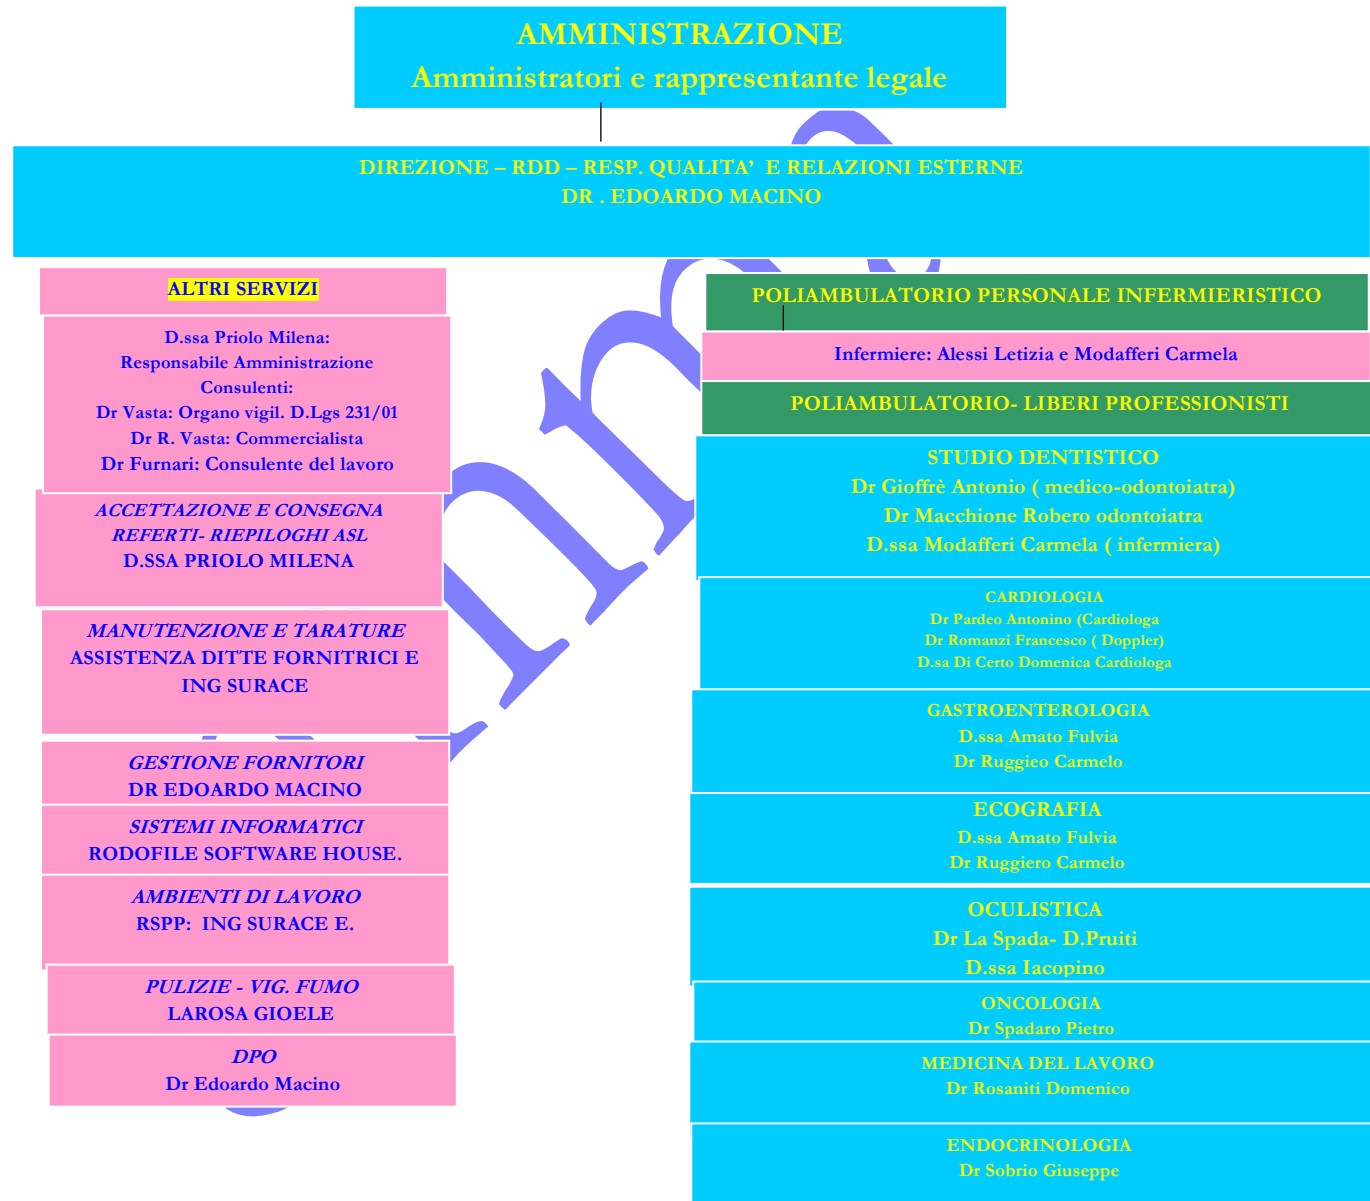 AMMINISTRAZIONE
Amministratori e rappresentante legale
DIREZIONE – RDD – RESP. QUALITA’ E RELAZIONI ESTERNE
DR . EDOARDO MACINO
ALTRI SERVIZI
D.ssa Priolo Milena:
Responsabile Amministrazione
Consulenti:
Dr Vasta: Organo vigil. D.Lgs 231/01
Dr R. Vasta: Commercialista
Dr Furnari: Consulente del lavoro
ACCETTAZIONE E CONSEGNA
REFERTI- RIEPILOGHI ASL
D.SSA PRIOLO MILENA
MANUTENZIONE E TARATURE
ASSISTENZA DITTE FORNITRICI E
ING SURACE
GESTIONE FORNITORI
DR EDOARDO MACINO
SISTEMI INFORMATICI
RODOFILE SOFTWARE HOUSE.
AMBIENTI DI LAVORO
RSPP: ING SURACE E.
PULIZIE - VIG. FUMO
LAROSA GIOELE
DPO
Dr Edoardo Macino
POLIAMBULATORIO PERSONALE INFERMIERISTICO
Infermiere: Alessi Letizia e Modafferi Carmela
POLIAMBULATORIO- LIBERI PROFESSIONISTI
STUDIO DENTISTICO
Dr Gioffrè Antonio ( medico-odontoiatra)
Dr Macchione Robero odontoiatra
D.ssa Modafferi Carmela ( infermiera)
CARDIOLOGIA
Dr Pardeo Antonino (Cardiologa
Dr Romanzi Francesco ( Doppler)
D.sa Di Certo Domenica Cardiologa
GASTROENTEROLOGIA
D.ssa Amato Fulvia
Dr Ruggieo Carmelo
ECOGRAFIA
D.ssa Amato Fulvia
Dr Ruggiero Carmelo
OCULISTICA
Dr La Spada- D.Pruiti
D.ssa Iacopino
ONCOLOGIA
Dr Spadaro Pietro
MEDICINA DEL LAVORO
Dr Rosaniti Domenico
ENDOCRINOLOGIA
Dr Sobrio Giuseppe